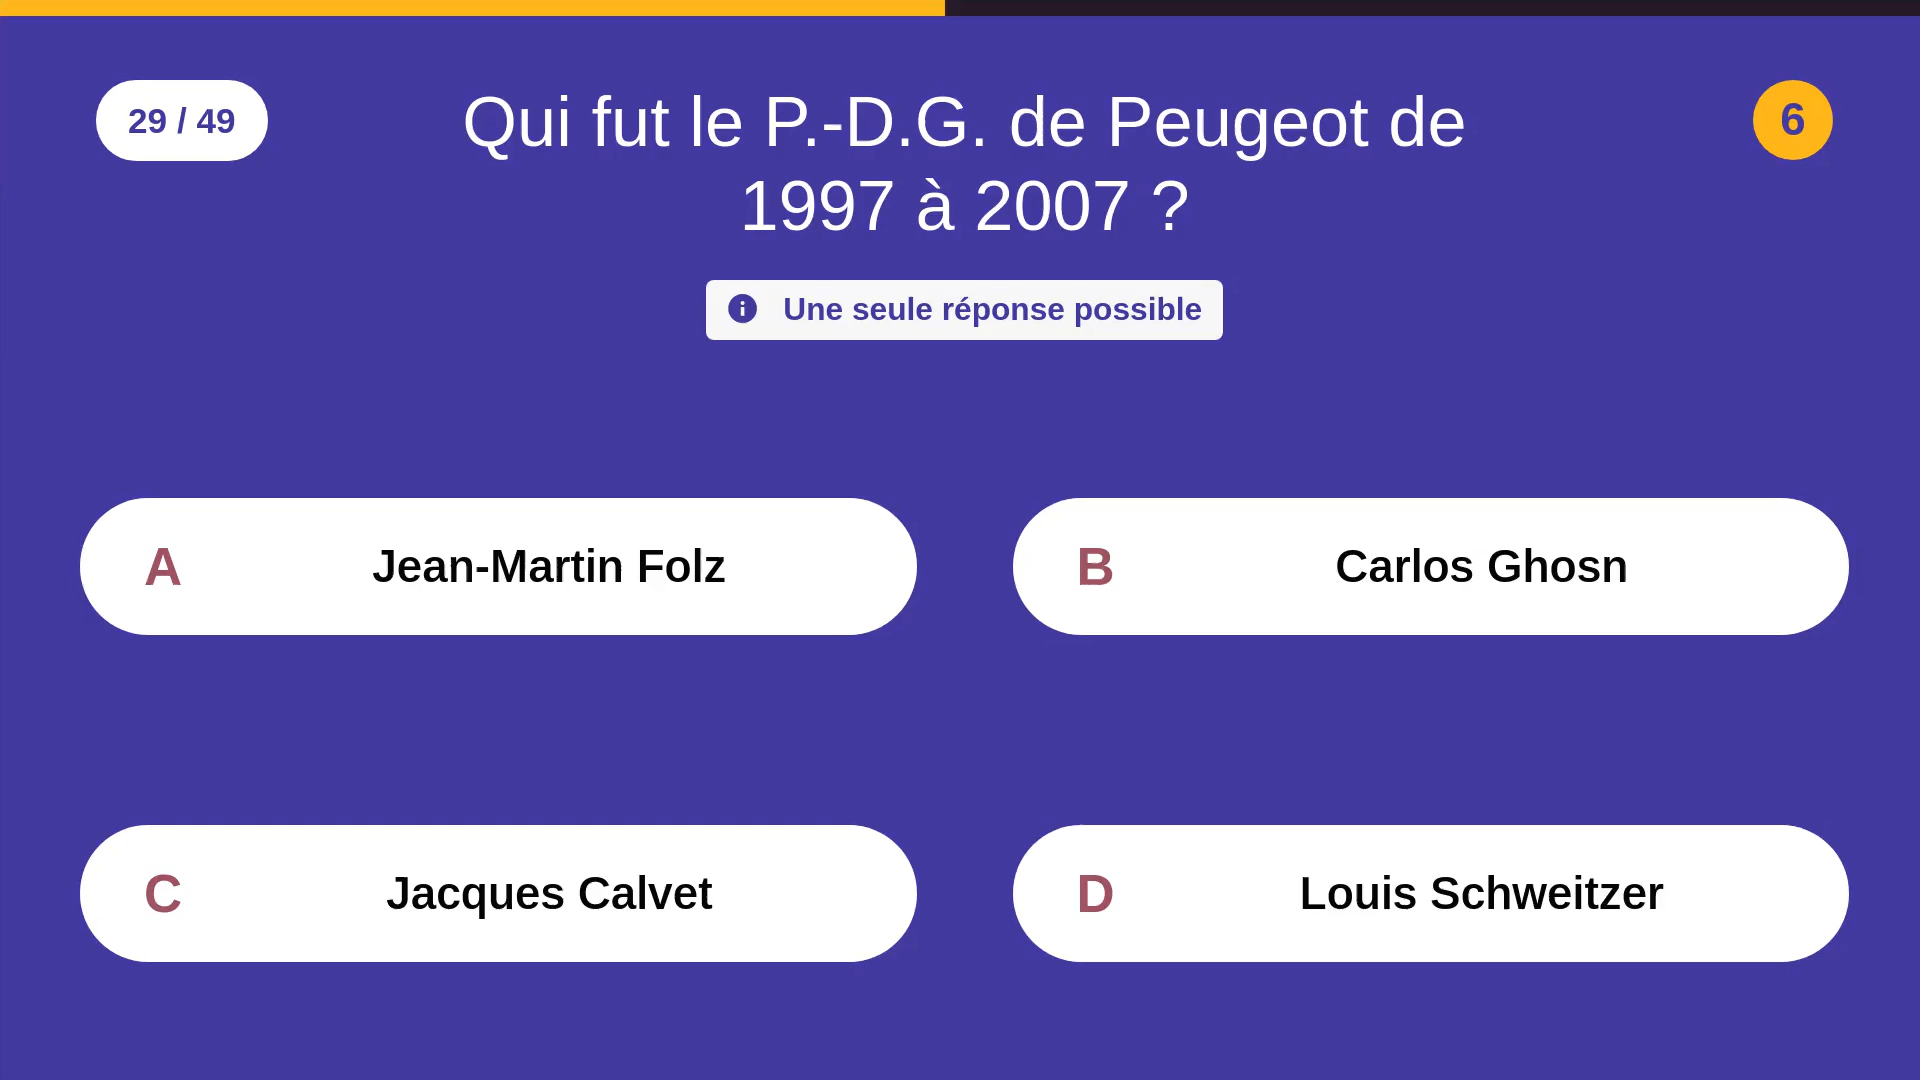 29 / 49
Qui fut le P.-D.G. de Peugeot de
1997 à 2007 ?
6
Une seule réponse possible
A Jean-Martin Folz
B Carlos Ghosn
C Jacques Calvet
D Louis Schweitzer